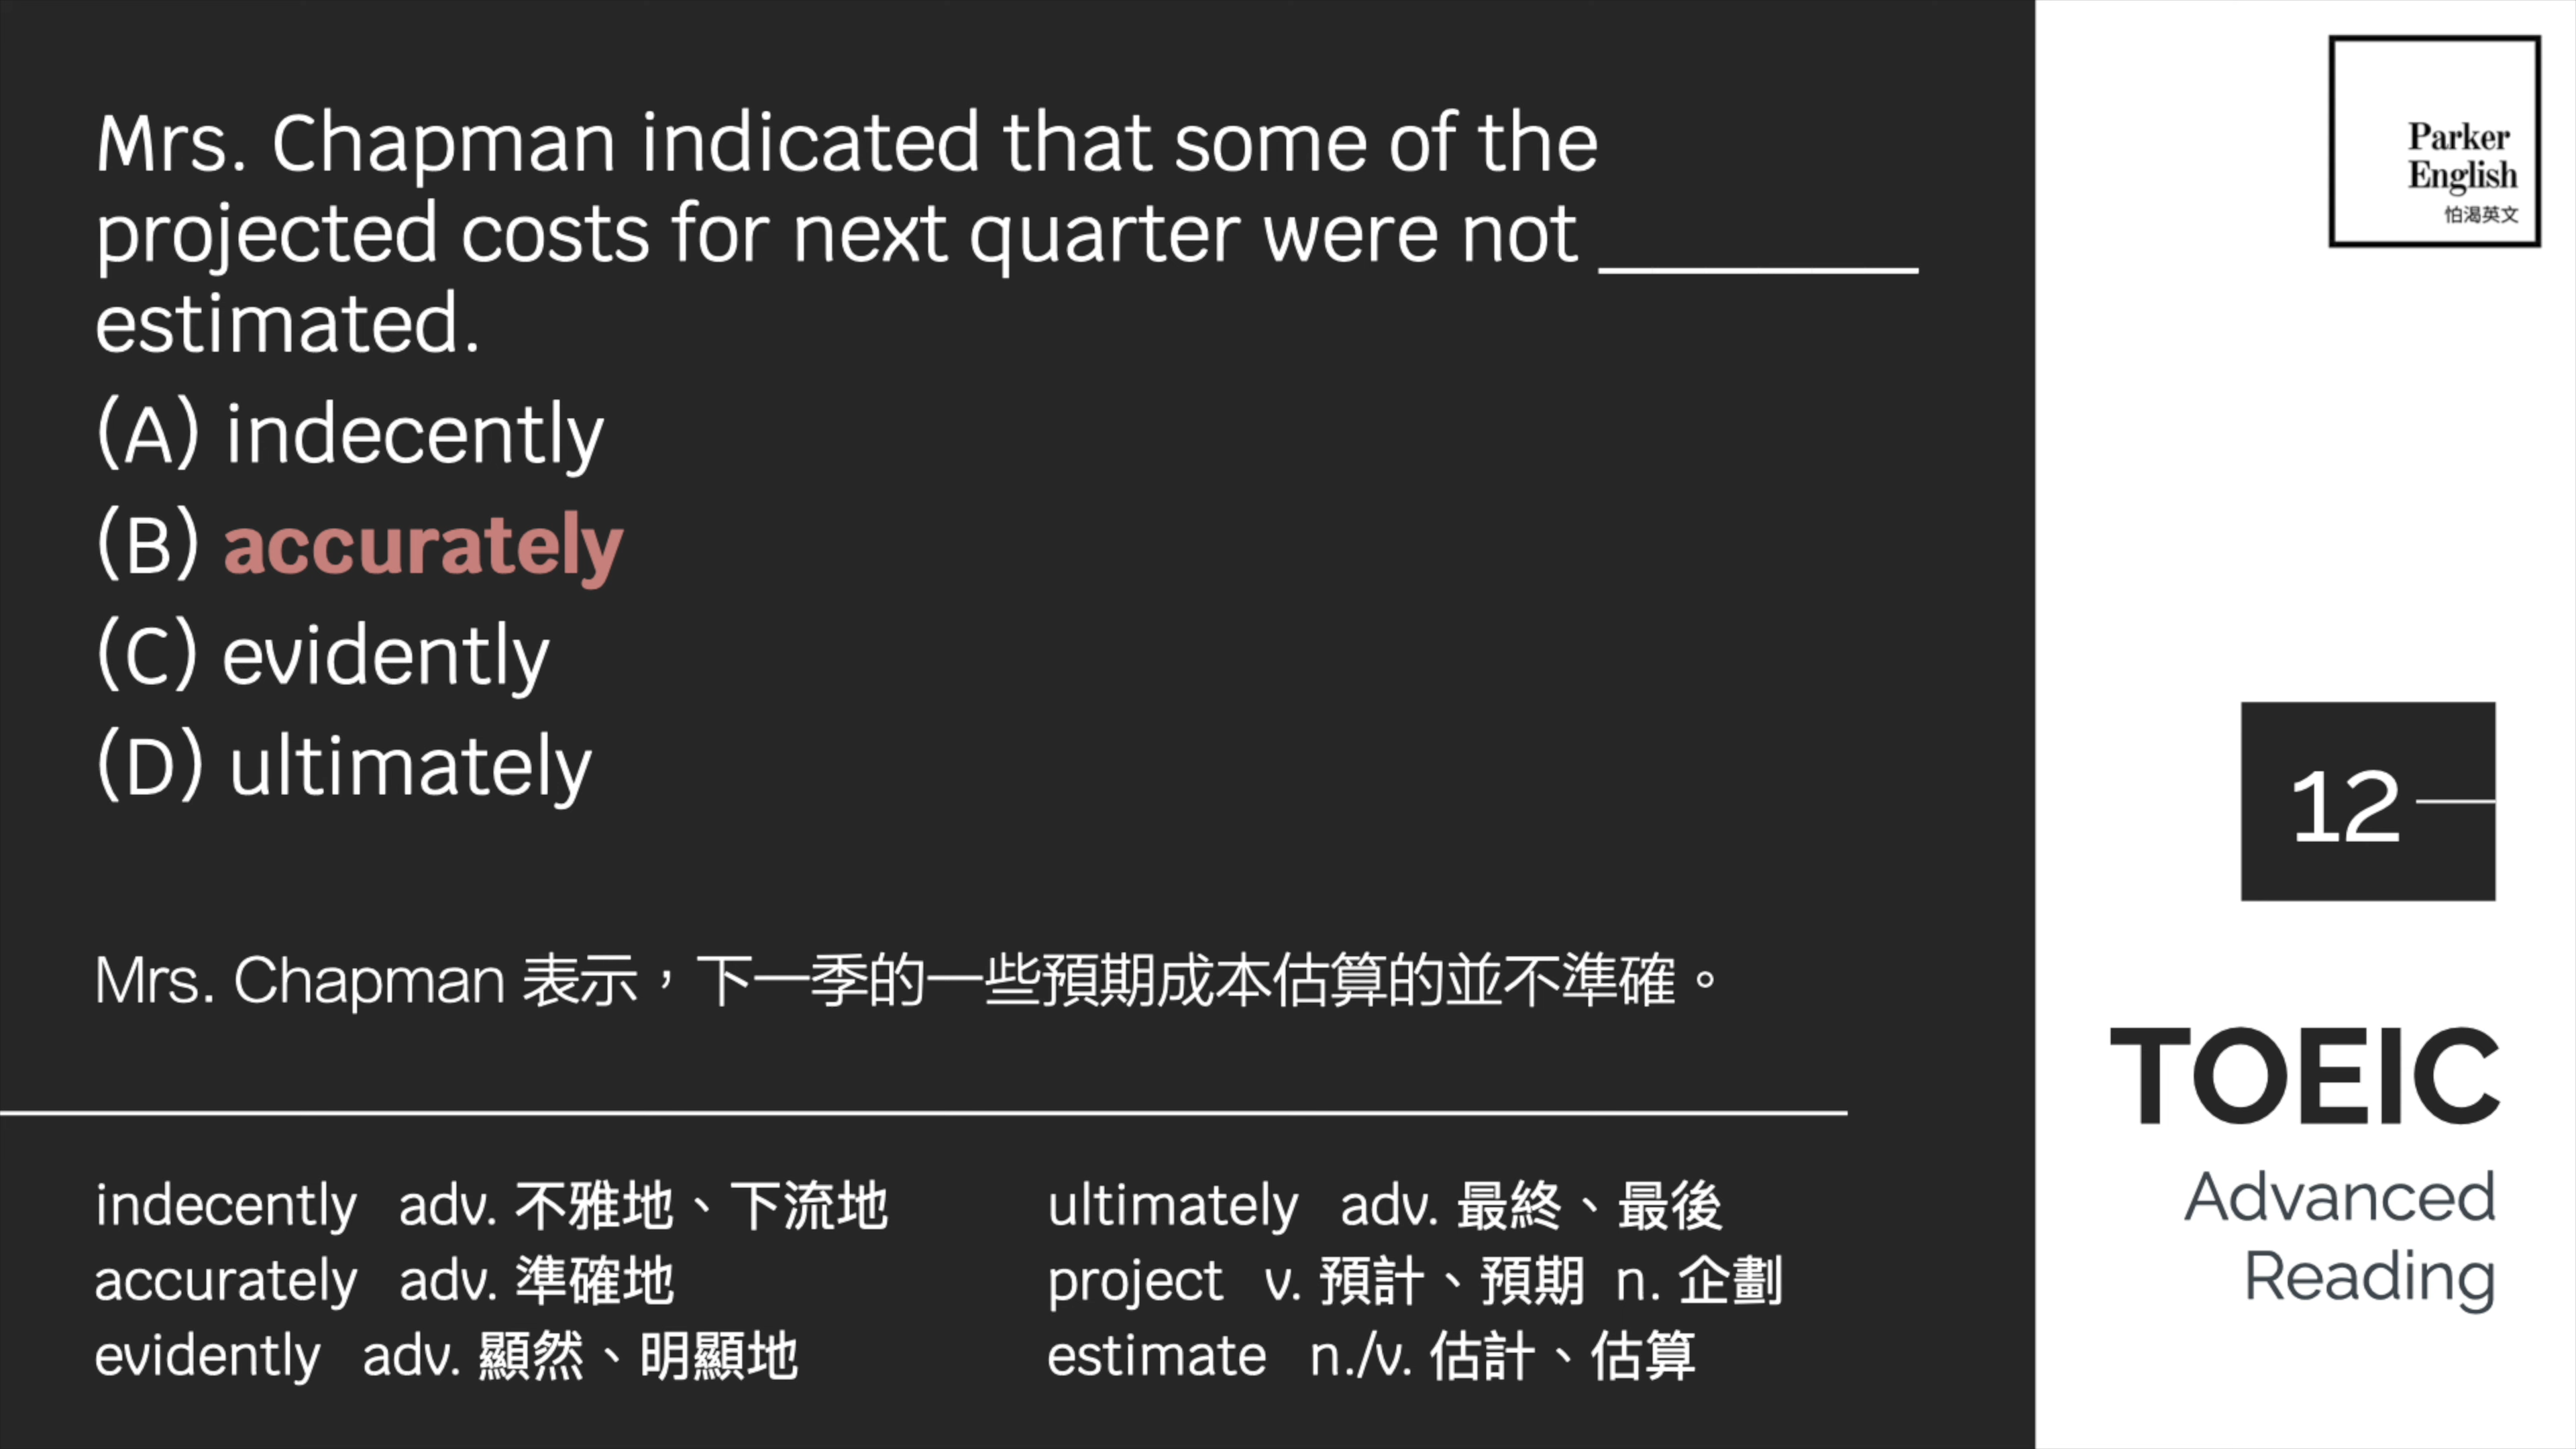 Mrs. Chapman indicated that some of the
projected costs for next quarter were not ________
estimated.
(A) indecently
(B) accurately
(C) evidently
(D) ultimately
Mrs. Chapman 表示，下一季的一些預期成本估算的並不準確。
indecently adv. 不雅地、下流地
accurately adv. 準確地
evidently adv. 顯然、明顯地
ultimately adv. 最終、最後
project v. 預計、預期 n. 企劃
estimate n./v. 估計、估算
Parker
English
怕渴英文
12
TOEIC
Advanced
Reading